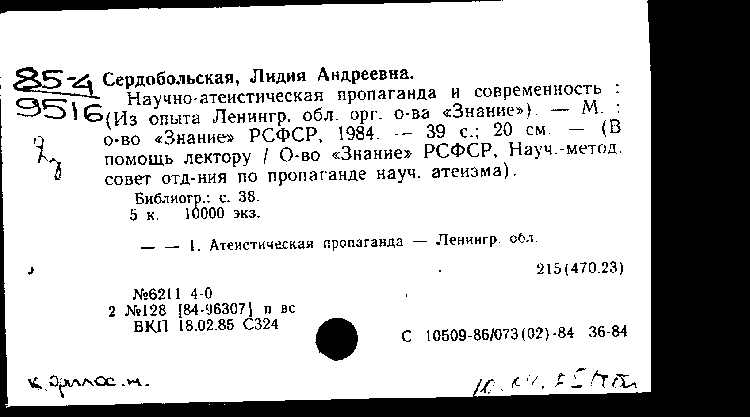 85-4
9516
Сердобольская, Лидия Андреевна.
Научно-атеистическая пропаганда и современность :
(Из опыта Ленингр. обл. орг. о-ва «Знание»). — М. :
о-во «Знание» РСФСР, 1984. — 39 с.; 20 см. — (В
помощь лектору / О-во «Знание» РСФСР, Науч.-метод.
совет отд-ния по пропаганде науч. атеизма).
Библиогр.: с. 38.
5 к. 10000 экз.
— — 1. Атеистическая пропаганда — Ленингр. обл.
215(470.23)
№6211 4-0
2 №128 [84-96307] п вс
ВКП 18.02.85 С324
С 10509-86/073(02)-84 36-84